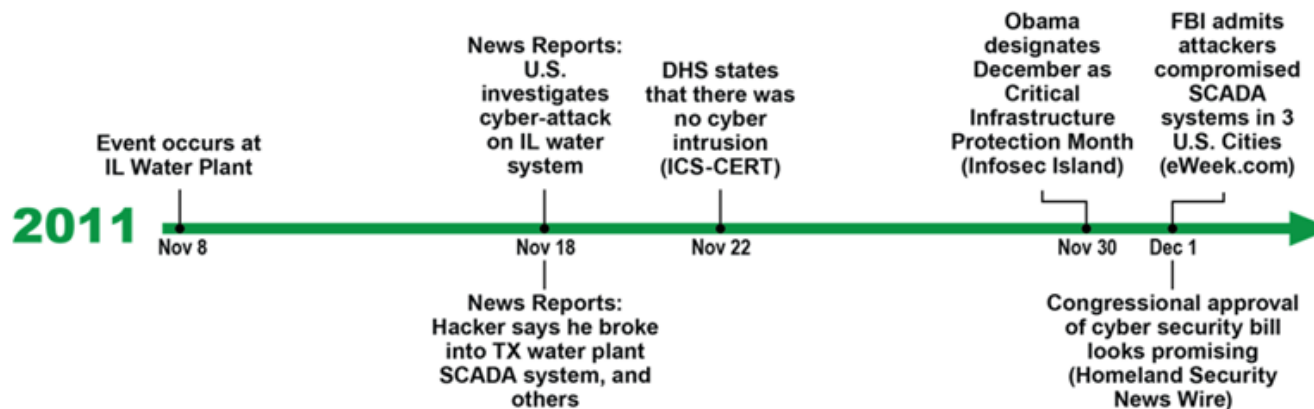 Event occurs at
IL Water Plant
News Reports:
U.S.
investigates
cyber-attack
on IL water
system
DHS states
that there was
no cyber
intrusion
(ICS-CERT)
Obama
designates
December as
Critical
Infrastructure
Protection Month
(Infosec Island)
FBI admits
attackers
compromised
SCADA
systems in 3
U.S. Cities
(eWeek.com)
2011
Nov 8
Nov 18
Nov 22
Nov 30
Dec 1
News Reports:
Hacker says he broke
into TX water plant
SCADA system, and
others
Congressional approval
of cyber security bill
looks promising
(Homeland Security
News Wire)